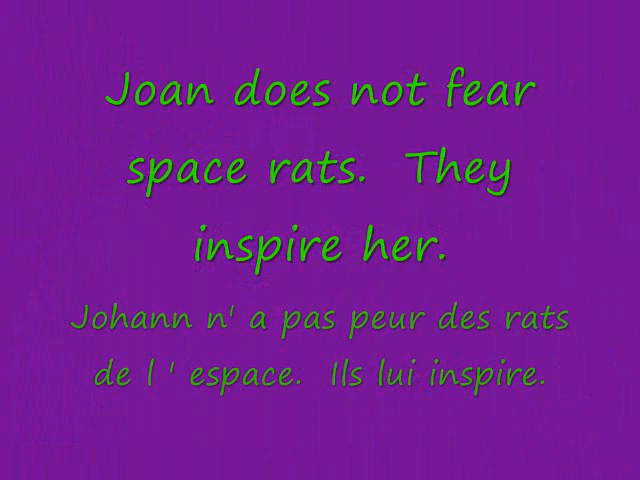 Joan does not fear
space rats.  They
inspire her.
Johann n' a pas peur des rats
de l ' espace.  Ils lui inspire.